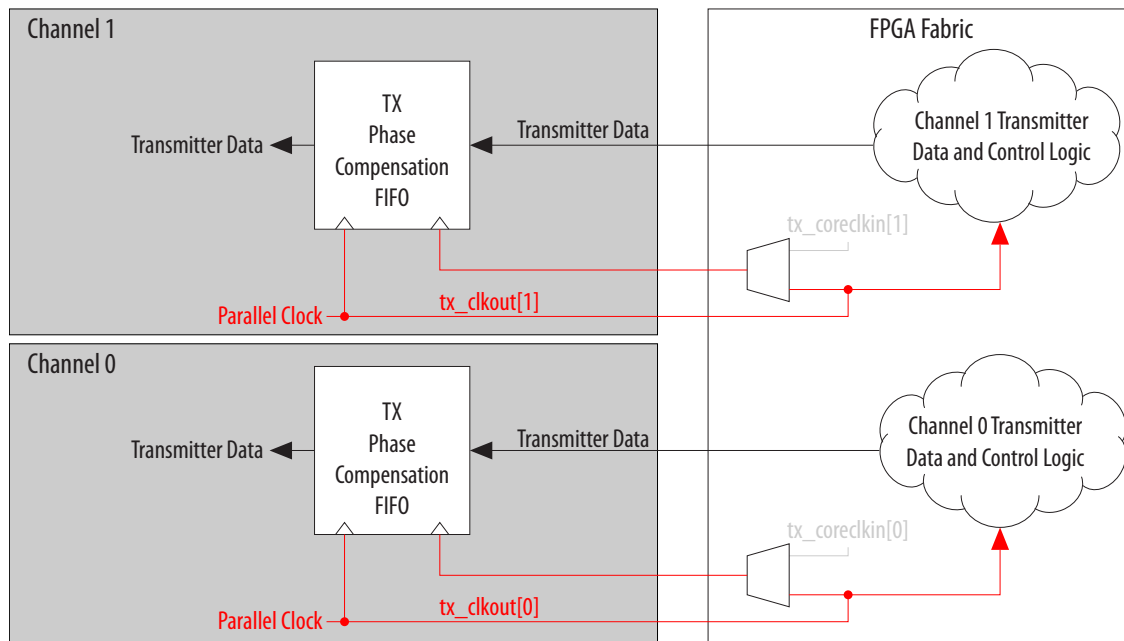 Channel 1
FPGA Fabric
TX
Phase
Compensation
FIFO
Transmitter Data
Transmitter Data
Channel 1 Transmitter
Data and Control Logic
tx_coreclkin[1]
tx_clkout[1]
Parallel Clock
Channel 0
TX
Phase
Compensation
FIFO
Transmitter Data
Transmitter Data
Channel 0 Transmitter
Data and Control Logic
tx_coreclkin[0]
tx_clkout[0]
Parallel Clock